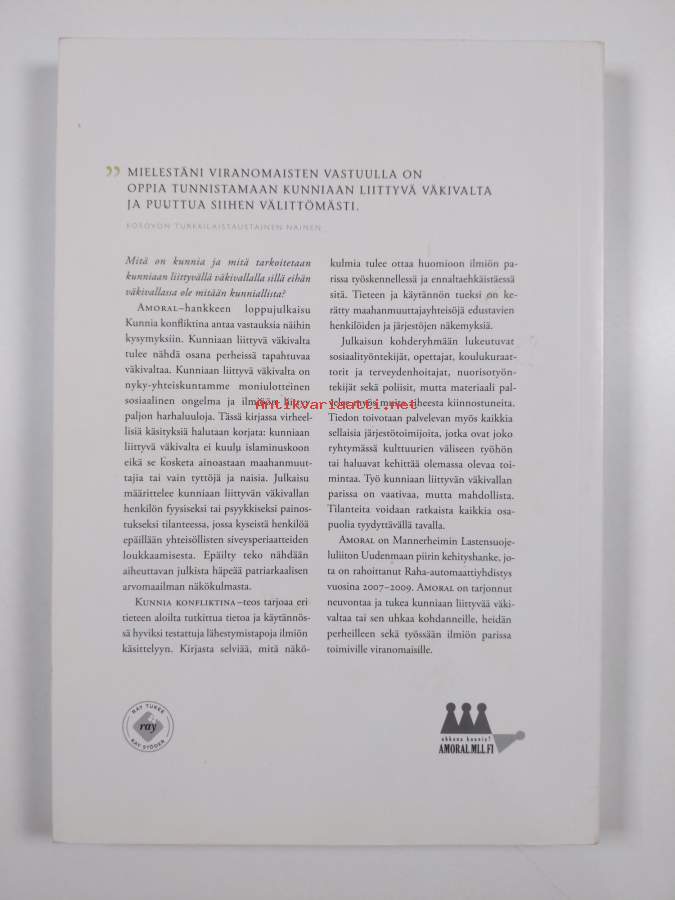 ” MIELESTÄNI VIRANOMAISTEN VASTUULLA ON
OPPIA TUNNISTAMAAN KUNNIAAN LIITTYVÄ VÄKIVALTA
JA PUUTTUA SIIHEN VÄLITTÖMÄSTI.
KOSOVON TURKKILAISTAUSTAINEN NAINEN
Mitä on kunnia ja mitä tarkoitetaan
kunniaan liittyvällä väkivallalla sillä eihän
väkivallassa ole mitään kunniallista?
AMORAL–hankkeen loppujulkaisu
Kunnia konfliktina antaa vastauksia näihin
kysymyksiin. Kunniaan liittyvä väkivalta
tulee nähdä osana perheissä tapahtuvaa
väkivaltaa. Kunniaan liittyvä väkivalta on
nyky-yhteiskuntamme moniulotteinen
sosiaalinen ongelma ja ilmiöön liittyy
paljon harhaluuloja. Tässä kirjassa virheel-
lisiä käsityksiä halutaan korjata: kunniaan
liittyvä väkivalta ei kuulu islaminuskoon
eikä se kosketa ainoastaan maahanmuut-
tajia tai vain tyttöjä ja naisia. Julkaisu
määrittelee kunniaan liittyvän väkivallan
henkilön fyysiseksi tai psyykkiseksi painos-
tukseksi tilanteessa, jossa kyseistä henkilöä
epäillään yhteisöllisten siveysperiaatteiden
loukkaamisesta. Epäilty teko nähdään
aiheuttavan julkista häpeää patriarkaalisen
arvomaailman näkökulmasta.
KUNNIA KONFLIKTINA–teos tarjoaa eri
tieteen aloilta tutkittua tietoa ja käytännös-
sä hyviksi testattuja lähestymistapoja ilmiön
käsittelyyn. Kirjasta selviää, mitä näkö-
kulmia tulee ottaa huomioon ilmiön pa-
rissa työskennellessä ja ennaltaehkäistäessä
sitä. Tieteen ja käytännön tueksi on ke-
rätty maahanmuuttajayhteisöjä edustavien
henkilöiden ja järjestöjen näkemyksiä.
Julkaisun kohderyhmään lukeutuvat
sosiaalityöntekijät, opettajat, koulukuraat-
torit ja terveydenhoitajat, nuorisotyön-
tekijät sekä poliisit, mutta materiaali pal-
velee myös muita aiheesta kiinnostuneita.
Tiedon toivotaan palvelevan myös kaikkia
sellaisia järjestötoimijoita, jotka ovat joko
ryhtymässä kulttuurien väliseen työhön
tai haluavat kehittää olemassa olevaa toi-
mintaa. Työ kunniaan liittyvän väkivallan
parissa on vaativaa, mutta mahdollista.
Tilanteita voidaan ratkaista kaikkia osa-
puolia tyydyttävällä tavalla.
AMORAL on Mannerheimin Lastensuoje-
luliiton Uudenmaan piirin kehityshanke, jo-
ta on rahoittanut Raha-automaattiyhdistys
vuosina 2007–2009. AMORAL on tarjonnut
neuvontaa ja tukea kunniaan liittyvää väki-
valtaa tai sen uhkaa kohdanneille, heidän
perheilleen sekä työssään ilmiön parissa
toimiville viranomaisille.
Antikvariaatti.net
RAY TUKEE
ray
RAY STÖDER
uhkana kunnia?
AMORAL.MLL.FI